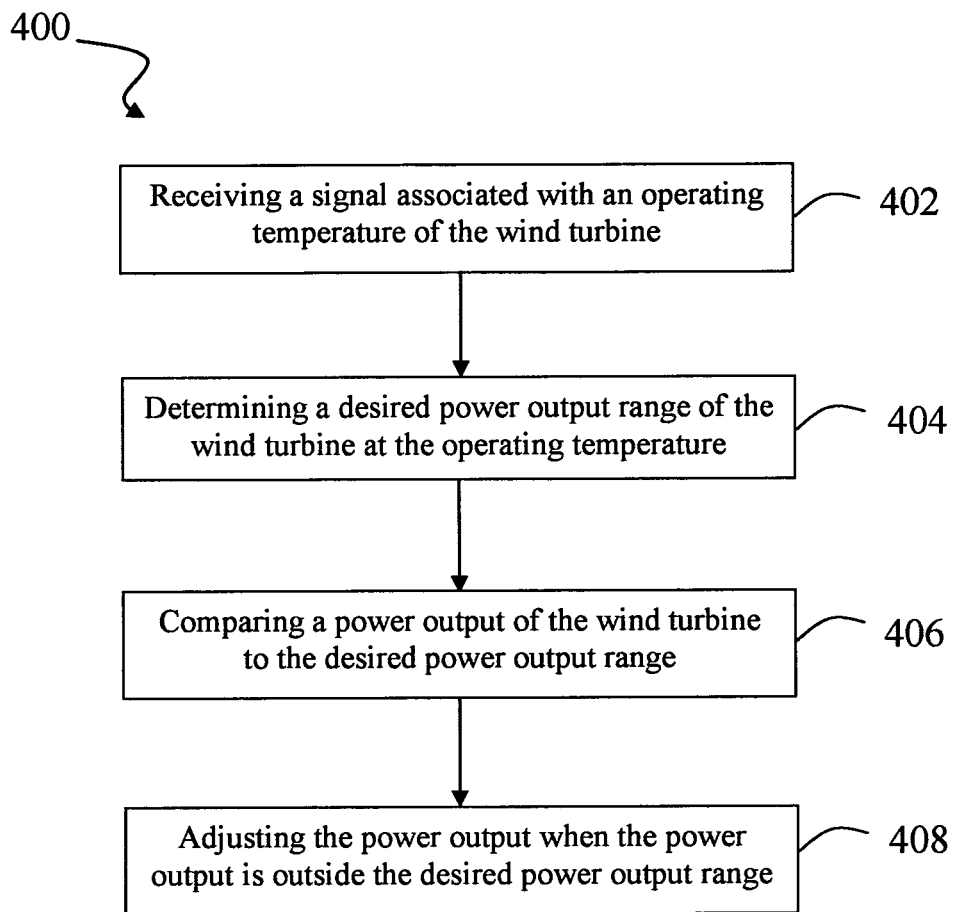 400
Receiving a signal associated with an operating
temperature of the wind turbine
402
Determining a desired power output range of the
wind turbine at the operating temperature
404
Comparing a power output of the wind turbine
to the desired power output range
406
Adjusting the power output when the power
output is outside the desired power output range
408